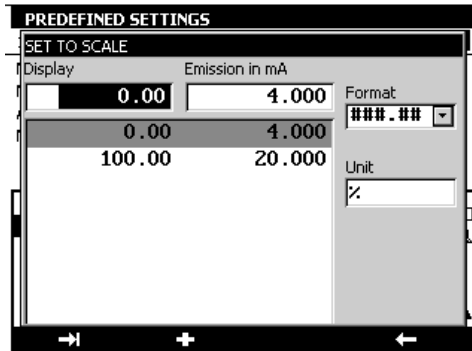 PREDEFINED SETTINGS
SET TO SCALE
Display Emission in mA
0.00 4.000
Format
###.##
0.00 4.000
100.00 20.000
Unit
%